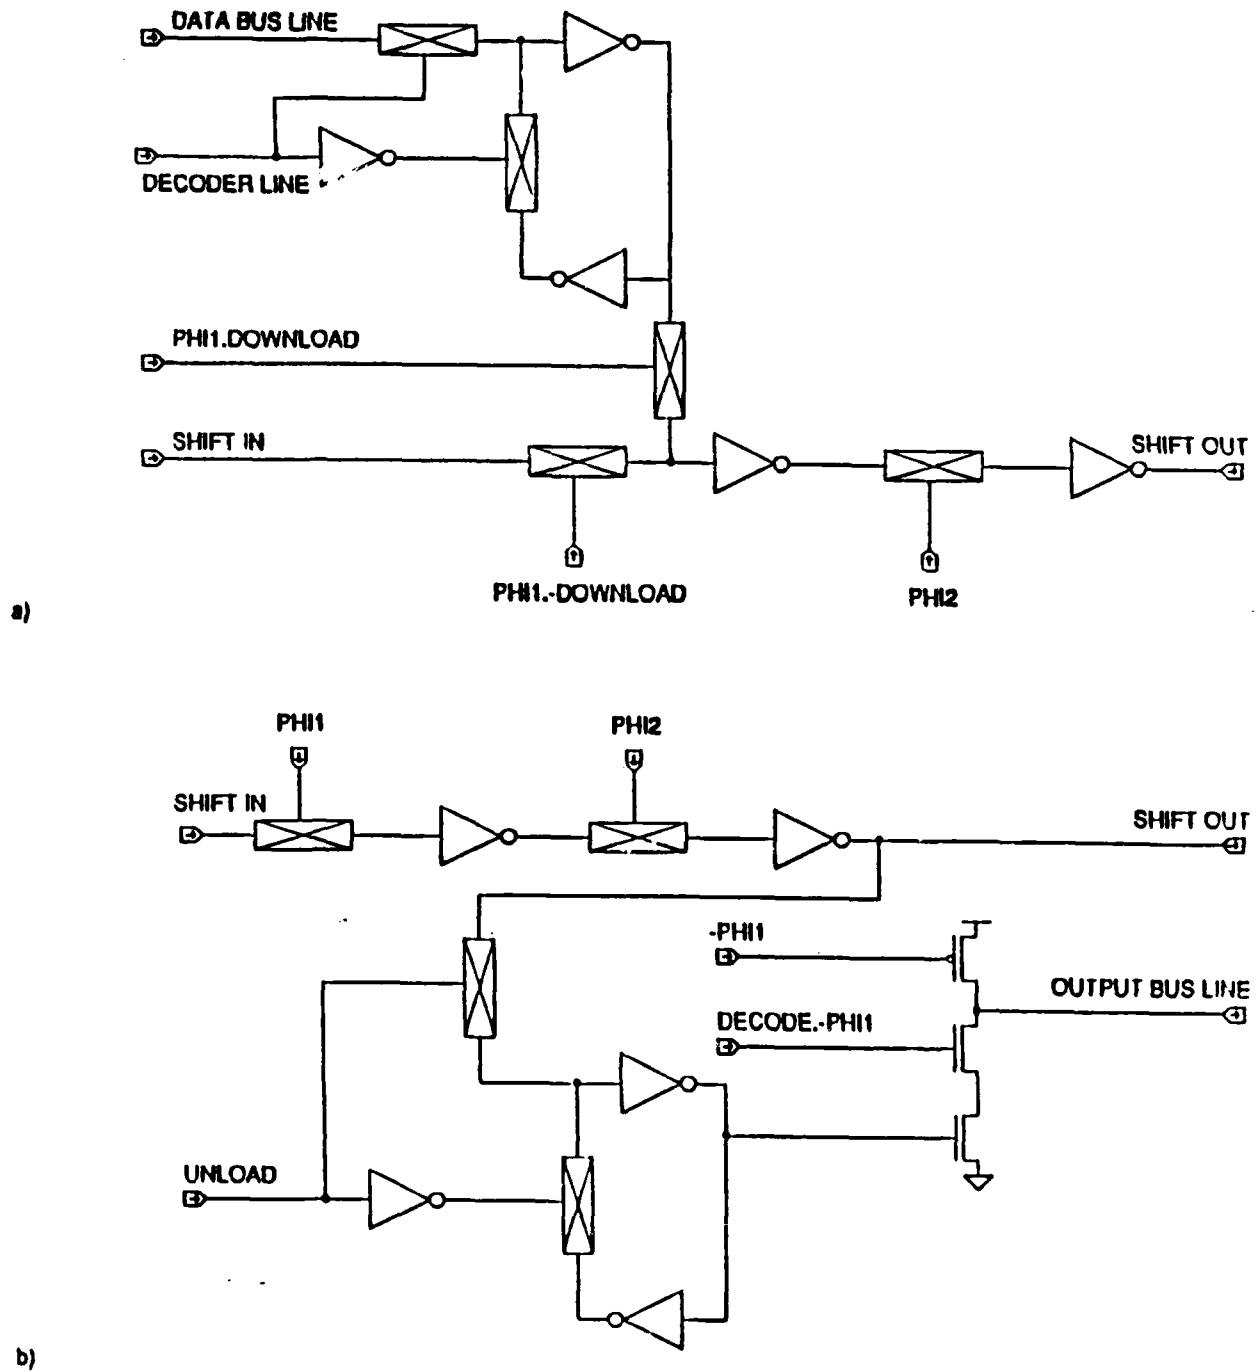 DATA BUS LINE
DECODER LINE
PHI1.DOWNLOAD
SHIFT IN
SHIFT OUT
PHI1.-DOWNLOAD
PHI2
a)
PHI1
PHI2
SHIFT IN
SHIFT OUT
-PHI1
OUTPUT BUS LINE
DECODE.-PHI1
UNLOAD
b)